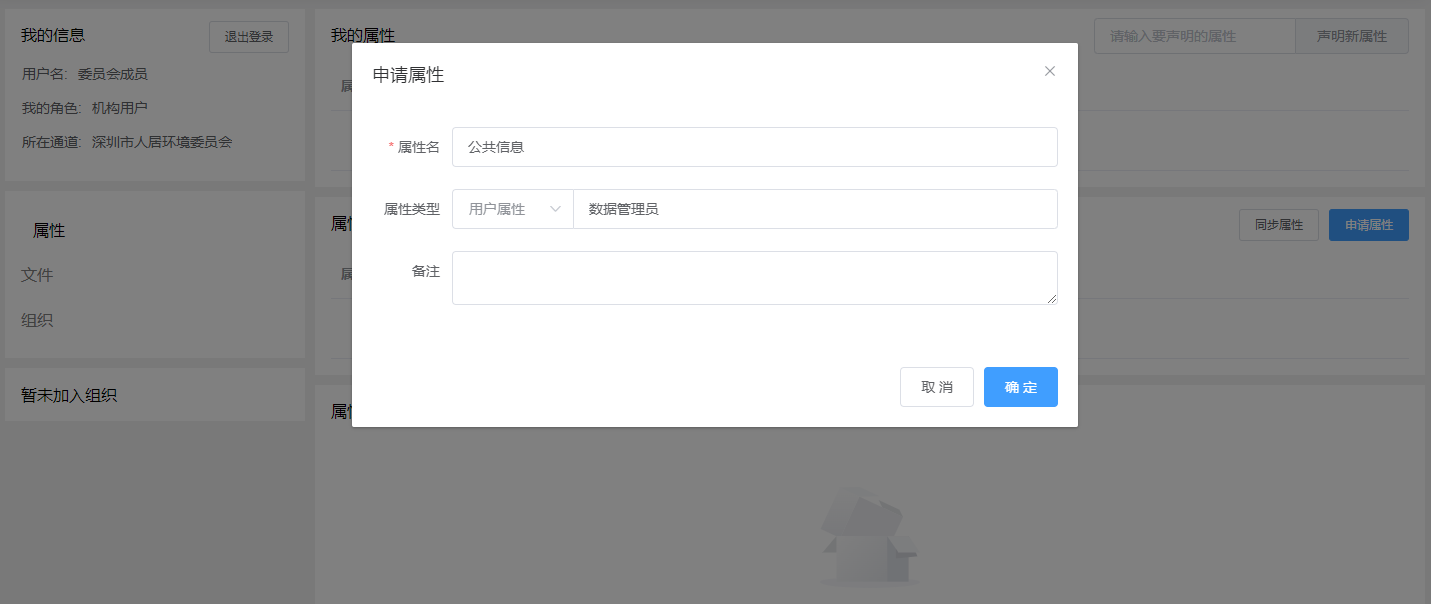 我的信息
退出登录
用户名: 委员会成员
我的角色: 机构用户
所在通道: 深圳市人居环境委员会
属性
文件
组织
暂未加入组织
我的属性
请输入要声明的属性
声明新属性
属
属
同步属性
申请属性
属
属
申请属性
* 属性名
公共信息
属性类型
用户属性
数据管理员
备注
取 消
确 定